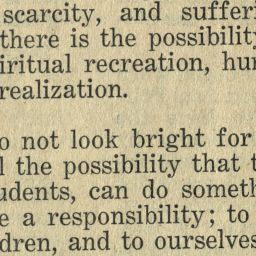 scarcity, and sufferi
there is the possibility
iritual recreation, hu
realization.
o not look bright for
l the possibility that t
udents, can do someth
e a responsibility; to
dren, and to ourselves